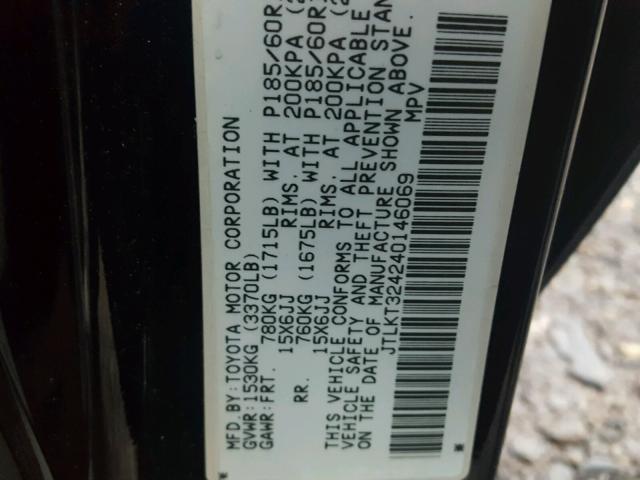 MFD. BY: TOYOTA MOTOR CORPORATION
GVWR: 1530KG (3370LB)
GAWR: FRT. 780KG (1715LB) WITH P185/60R
15X6JJ RIMS, AT 200KPA (2
RR. 760KG (1675LB) WITH P185/60R
15X6JJ RIMS, AT 200KPA (2
THIS VEHICLE CONFORMS TO ALL APPLICABLE
VEHICLE SAFETY AND THEFT PREVENTION STAN
ON THE DATE OF MANUFACTURE SHOWN ABOVE.
JTLKT324240146069 MPV